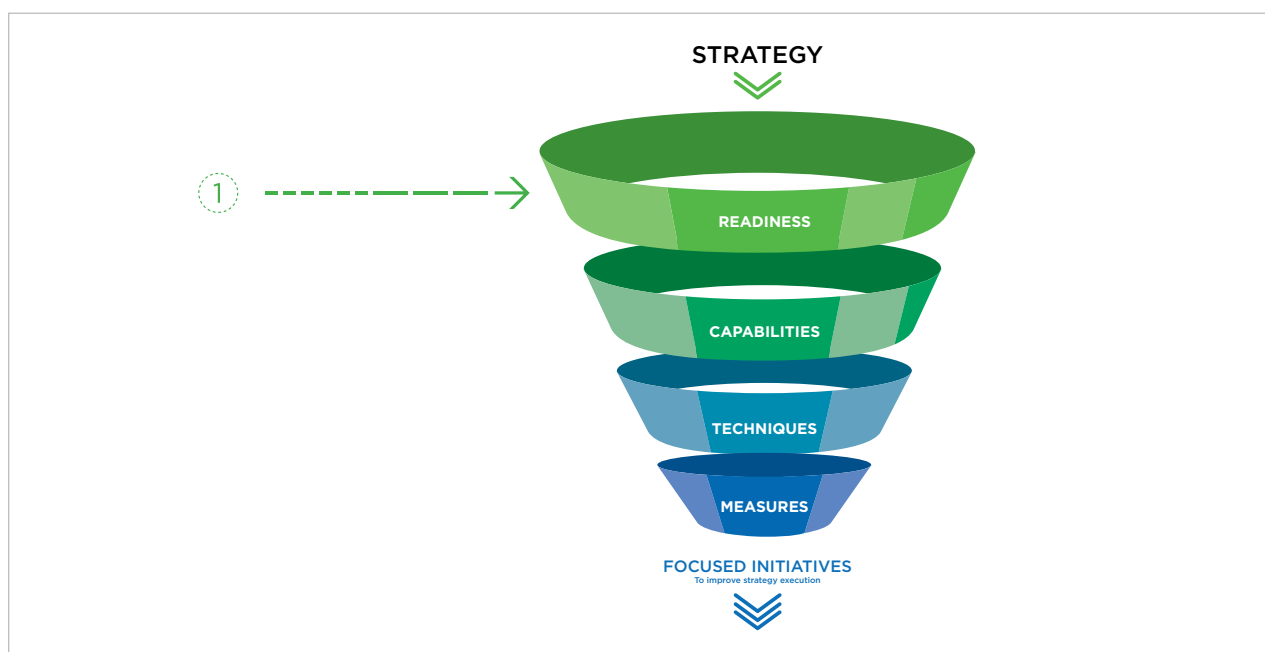 STRATEGY
1
READINESS
CAPABILITIES
TECHNIQUES
MEASURES
FOCUSED INITIATIVES
To improve strategy execution